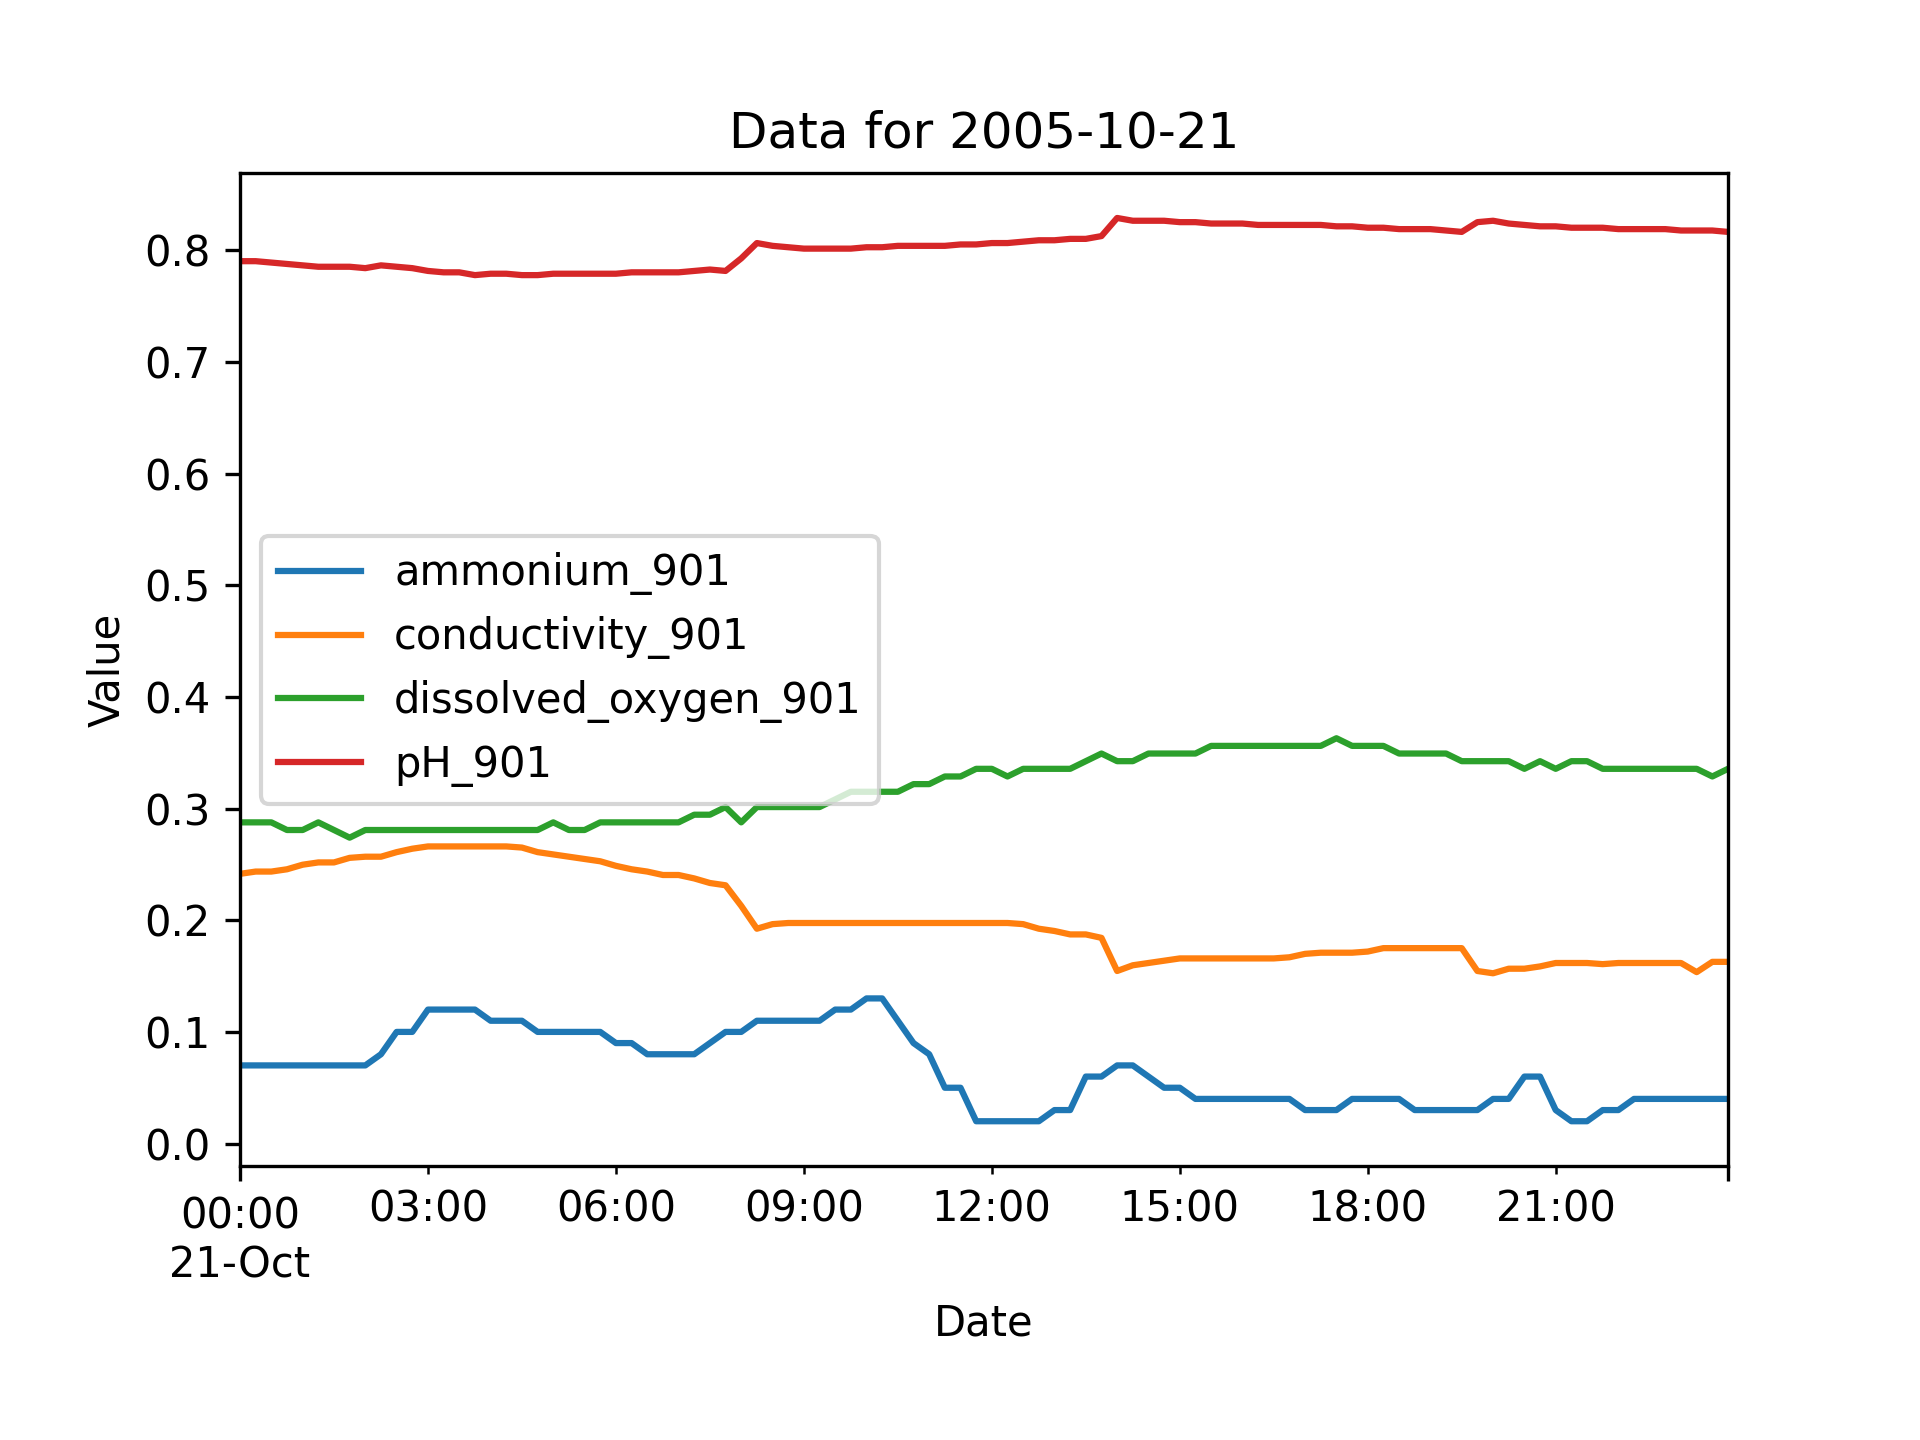 Data for 2005-10-21
Value
0.8
0.7
0.6
0.5
0.4
0.3
0.2
0.1
0.0
ammonium_901
conductivity_901
dissolved_oxygen_901
pH_901
00:00 03:00 06:00 09:00 12:00 15:00 18:00 21:00
21-Oct
Date